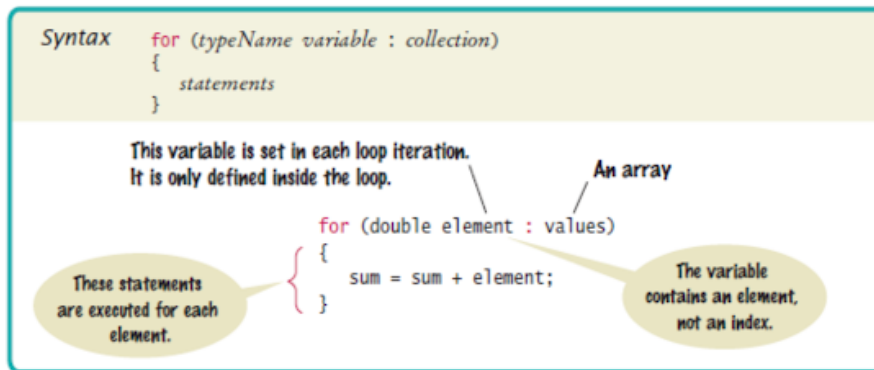 Syntax
for (typeName variable : collection)
{
statements
}
This variable is set in each loop iteration.
It is only defined inside the loop.
An array
for (double element : values)
{
sum = sum + element;
}
These statements
are executed for each
element.
The variable
contains an element,
not an index.